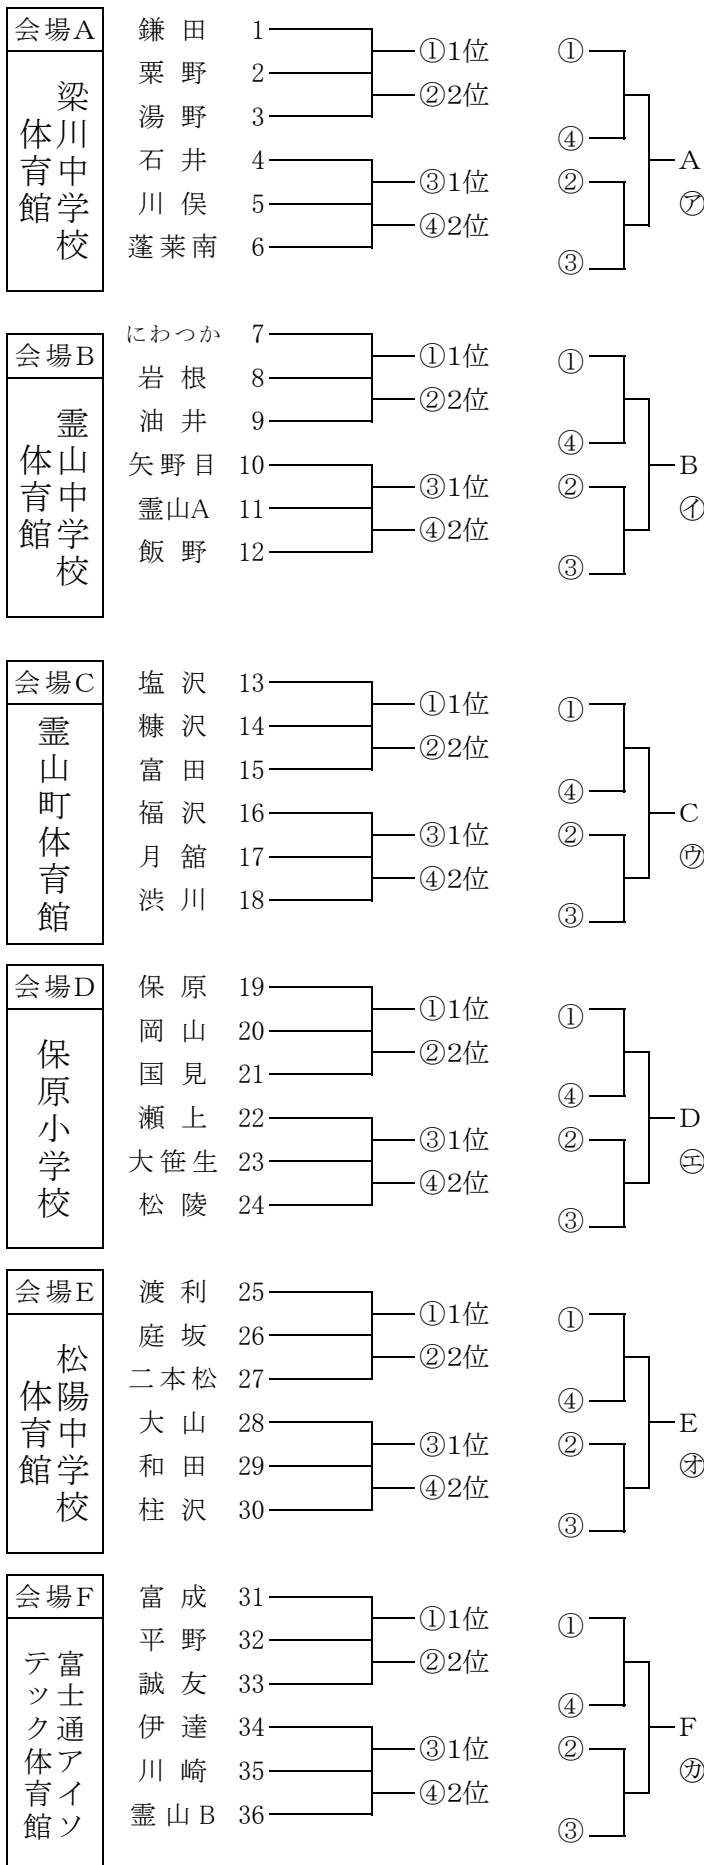 会場A
梁川中学校
体育館
鎌田 1
粟野 2
湯野 3
石井 4
川俣 5
蓬莱南 6
①1位
②2位
③1位
④2位
①
④
②
③
A
㋐
会場B
霊山中学校
体育館
にわつか 7
岩根 8
油井 9
矢野目 10
霊山A 11
飯野 12
①1位
②2位
③1位
④2位
①
④
②
③
B
㋑
会場C
霊山町体育館
塩沢 13
糠沢 14
富田 15
福沢 16
月舘 17
渋川 18
①1位
②2位
③1位
④2位
①
④
②
③
C
㋒
会場D
保原小学校
保原 19
岡山 20
国見 21
瀬上 22
大笹生 23
松陵 24
①1位
②2位
③1位
④2位
①
④
②
③
D
㋓
会場E
松陽中学校
体育館
渡利 25
庭坂 26
二本松 27
大山 28
和田 29
柱沢 30
①1位
②2位
③1位
④2位
①
④
②
③
E
㋔
会場F
富士通アイソ
テック体育館
富成 31
平野 32
誠友 33
伊達 34
川崎 35
霊山B 36
①1位
②2位
③1位
④2位
①
④
②
③
F
㋕